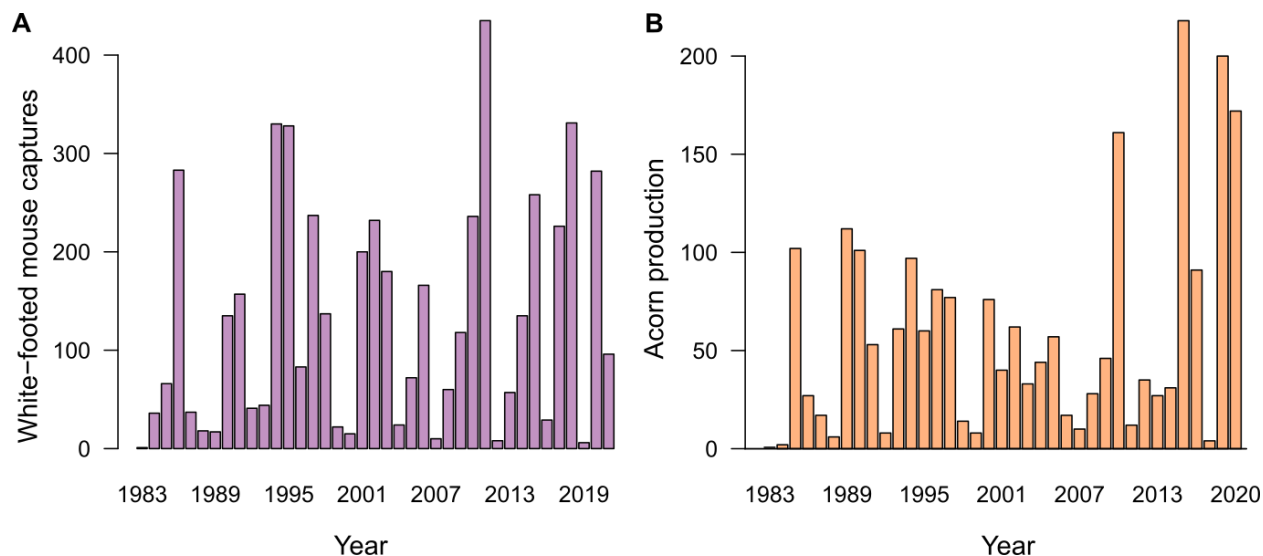 A
White−footed mouse captures
400
300
200
100
0
1983 1989 1995 2001 2007 2013 2019
Year
B
Acorn production
200
150
100
50
0
1983 1989 1995 2001 2007 2013 2020
Year